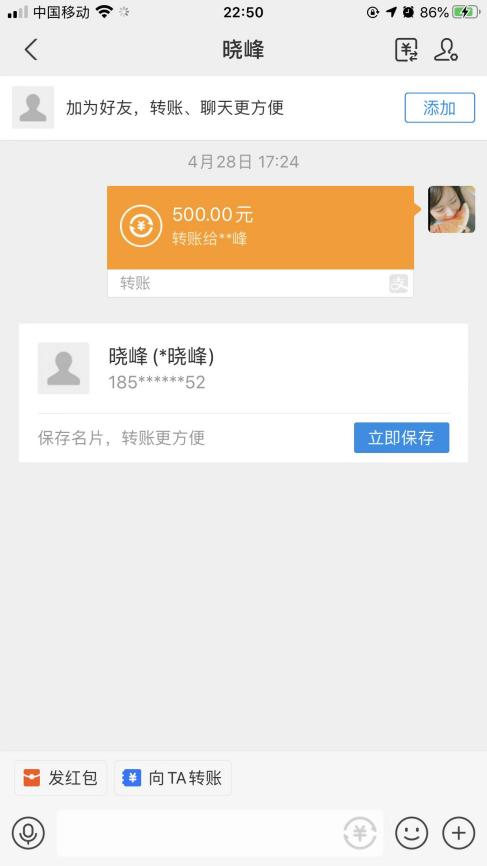 中国移动
22:50
86%
晓峰
加为好友，转账、聊天更方便
添加
4月28日 17:24
500.00元
转账给**峰
转账
支
晓峰 (*晓峰)
185******52
保存名片，转账更方便
立即保存
发红包
向TA转账